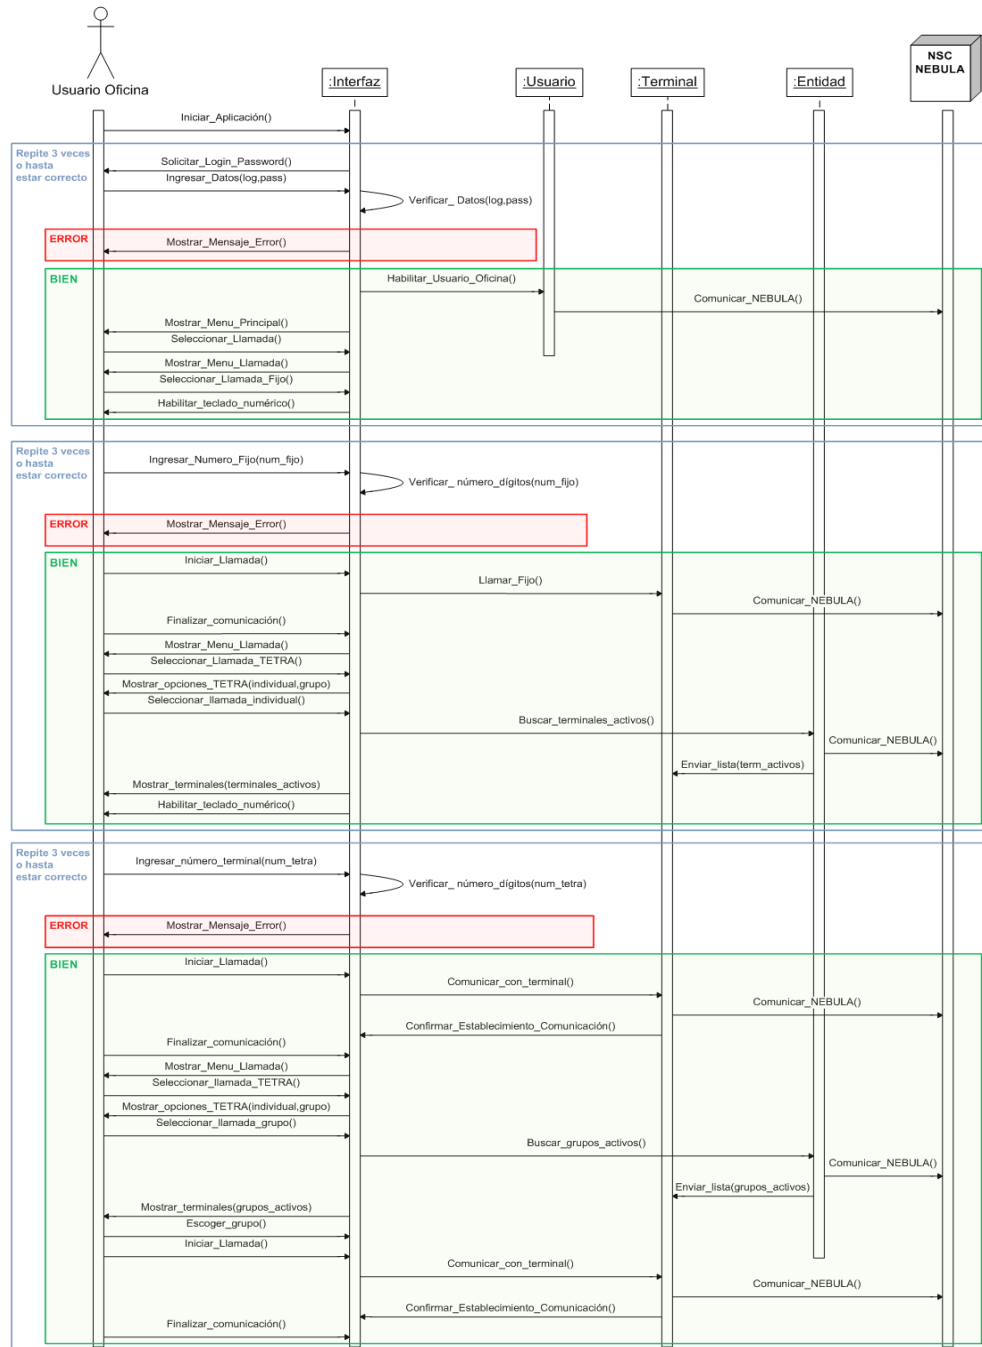 NSC
NEBULA
Usuario Oficina
:Interfaz
:Usuario
:Terminal
:Entidad
Iniciar_Aplicación()
Repite 3 veces
o hasta
estar correcto
Solicitar_Login_Password()
Ingresar_Datos(log,pass)
Verificar_ Datos(log,pass)
ERROR
Mostrar_Mensaje_Error()
BIEN
Habilitar_Usuario_Oficina()
Comunicar_NEBULA()
Mostrar_Menu_Principal()
Seleccionar_Llamada()
Mostrar_Menu_Llamada()
Seleccionar_Llamada_Fijo()
Habilitar_teclado_numérico()
Repite 3 veces
o hasta
estar correcto
Ingresar_Numero_Fijo(num_fijo)
Verificar_ número_dígitos(num_fijo)
ERROR
Mostrar_Mensaje_Error()
BIEN
Iniciar_Llamada()
Llamar_Fijo()
Comunicar_NEBULA()
Finalizar_comunicación()
Mostrar_Menu_Llamada()
Seleccionar_Llamada_TETRA()
Mostrar_opciones_TETRA(individual,grupo)
Seleccionar_llamada_individual()
Buscar_terminales_activos()
Comunicar_NEBULA()
Enviar_lista(term_activos)
Mostrar_terminales(terminales_activos)
Habilitar_teclado_numérico()
Repite 3 veces
o hasta
estar correcto
Ingresar_número_terminal(num_tetra)
Verificar_ número_dígitos(num_tetra)
ERROR
Mostrar_Mensaje_Error()
BIEN
Iniciar_Llamada()
Comunicar_con_terminal()
Comunicar_NEBULA()
Confirmar_Establecimiento_Comunicación()
Finalizar_comunicación()
Mostrar_Menu_Llamada()
Seleccionar_llamada_TETRA()
Mostrar_opciones_TETRA(individual,grupo)
Seleccionar_llamada_grupo()
Buscar_grupos_activos()
Comunicar_NEBULA()
Enviar_lista(grupos_activos)
Mostrar_terminales(grupos_activos)
Escoger_grupo()
Iniciar_Llamada()
Comunicar_con_terminal()
Comunicar_NEBULA()
Confirmar_Establecimiento_Comunicación()
Finalizar_comunicación()